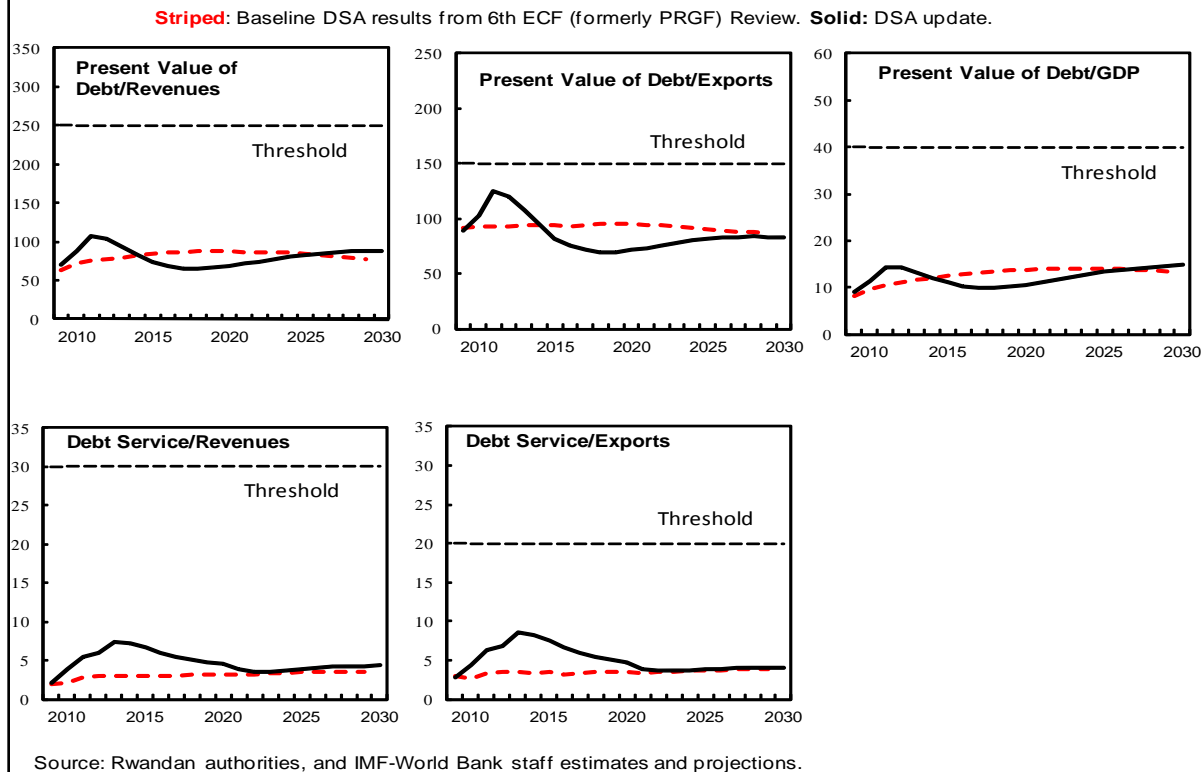 Striped: Baseline DSA results from 6th ECF (formerly PRGF) Review. Solid: DSA update.
350
300
250
200
150
100
50
0
Present Value of
Debt/Revenues
Threshold
2010 2015 2020 2025 2030
250
200
150
100
50
0
Present Value of Debt/Exports
Threshold
2010 2015 2020 2025 2030
60
50
40
30
20
10
0
Present Value of Debt/GDP
Threshold
2010 2015 2020 2025 2030
35
30
25
20
15
10
5
0
Debt Service/Revenues
Threshold
2010 2015 2020 2025 2030
35
30
25
20
15
10
5
0
Debt Service/Exports
Threshold
2010 2015 2020 2025 2030
Source: Rwandan authorities, and IMF-World Bank staff estimates and projections.